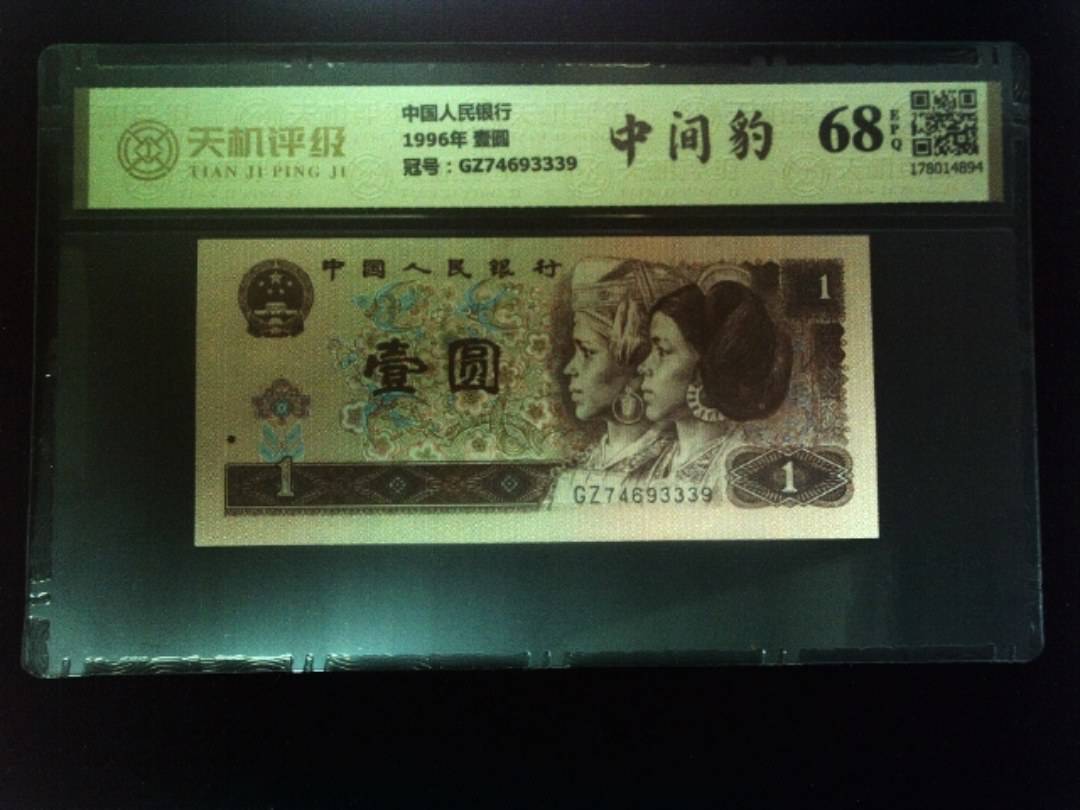 天机评级
TIAN JI PING JI
中国人民银行
1996年 壹圆
冠号：GZ74693339
中间豹
68
EPQ
178014894
中国人民银行
1
壹圆
1
GZ74693339
1